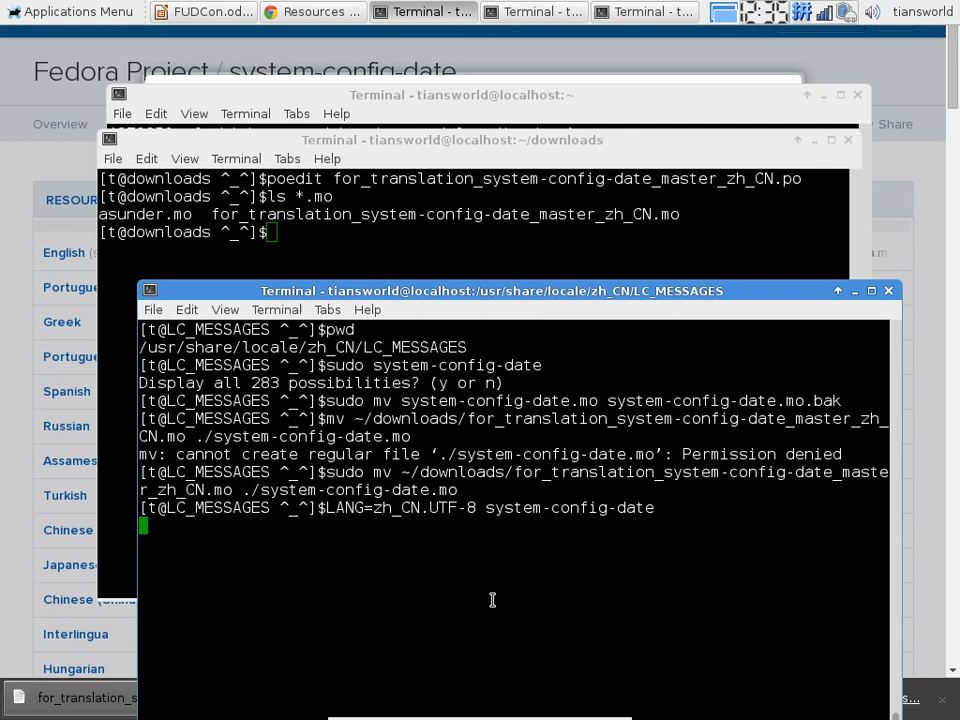 Applications Menu
FUDCon.od...
Resources ...
Terminal - t...
Terminal - t...
Terminal - t...
12:35
拼
tiansworld
Fedora Project / system-config-date
Overview
Share
RESOUR
English (s
Portugue
Greek
Portugue
Spanish
Russian
Assames
Turkish
Chinese
Japanes
Chinese (China
Interlingua
Hungarian
Terminal - tiansworld@localhost:~
File Edit View Terminal Tabs Help
Terminal - tiansworld@localhost:~/downloads
File Edit View Terminal Tabs Help
[t@downloads ^_^]$poedit for_translation_system-config-date_master_zh_CN.po
[t@downloads ^_^]$ls *.mo
asunder.mo  for_translation_system-config-date_master_zh_CN.mo
[t@downloads ^_^]$
Terminal - tiansworld@localhost:/usr/share/locale/zh_CN/LC_MESSAGES
File Edit View Terminal Tabs Help
[t@LC_MESSAGES ^_^]$pwd
/usr/share/locale/zh_CN/LC_MESSAGES
[t@LC_MESSAGES ^_^]$sudo system-config-date
Display all 283 possibilities? (y or n)
[t@LC_MESSAGES ^_^]$sudo mv system-config-date.mo system-config-date.mo.bak
[t@LC_MESSAGES ^_^]$mv ~/downloads/for_translation_system-config-date_master_zh_
CN.mo ./system-config-date.mo
mv: cannot create regular file ‘./system-config-date.mo’: Permission denied
[t@LC_MESSAGES ^_^]$sudo mv ~/downloads/for_translation_system-config-date_maste
r_zh_CN.mo ./system-config-date.mo
[t@LC_MESSAGES ^_^]$LANG=zh_CN.UTF-8 system-config-date
for_translation_s
s...